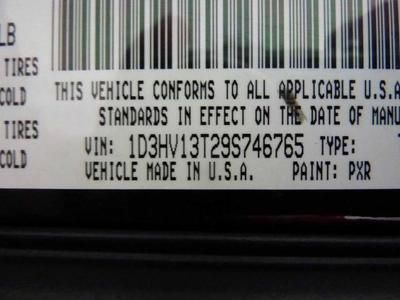 LB
TIRES
COLD
TIRES
COLD
THIS VEHICLE CONFORMS TO ALL APPLICABLE U.S.A
STANDARDS IN EFFECT ON THE DATE OF MANU
VIN: 1D3HV13T29S746765 TYPE:
VEHICLE MADE IN U.S.A. PAINT: PXR